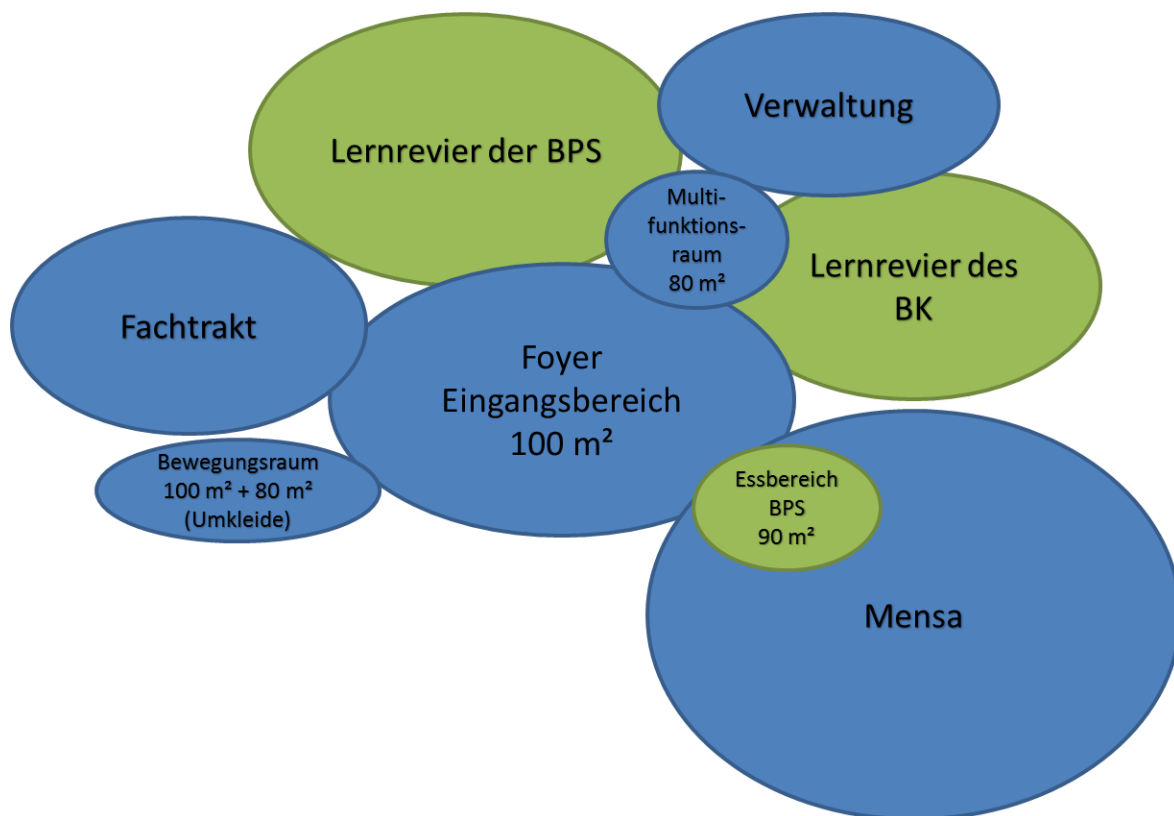 Lernrevier der BPS
Verwaltung
Multi-
funktions-
raum
80 m²
Lernrevier des
BK
Fachtrakt
Foyer
Eingangsbereich
100 m²
Bewegungsraum
100 m² + 80 m²
(Umkleide)
Essbereich
BPS
90 m²
Mensa